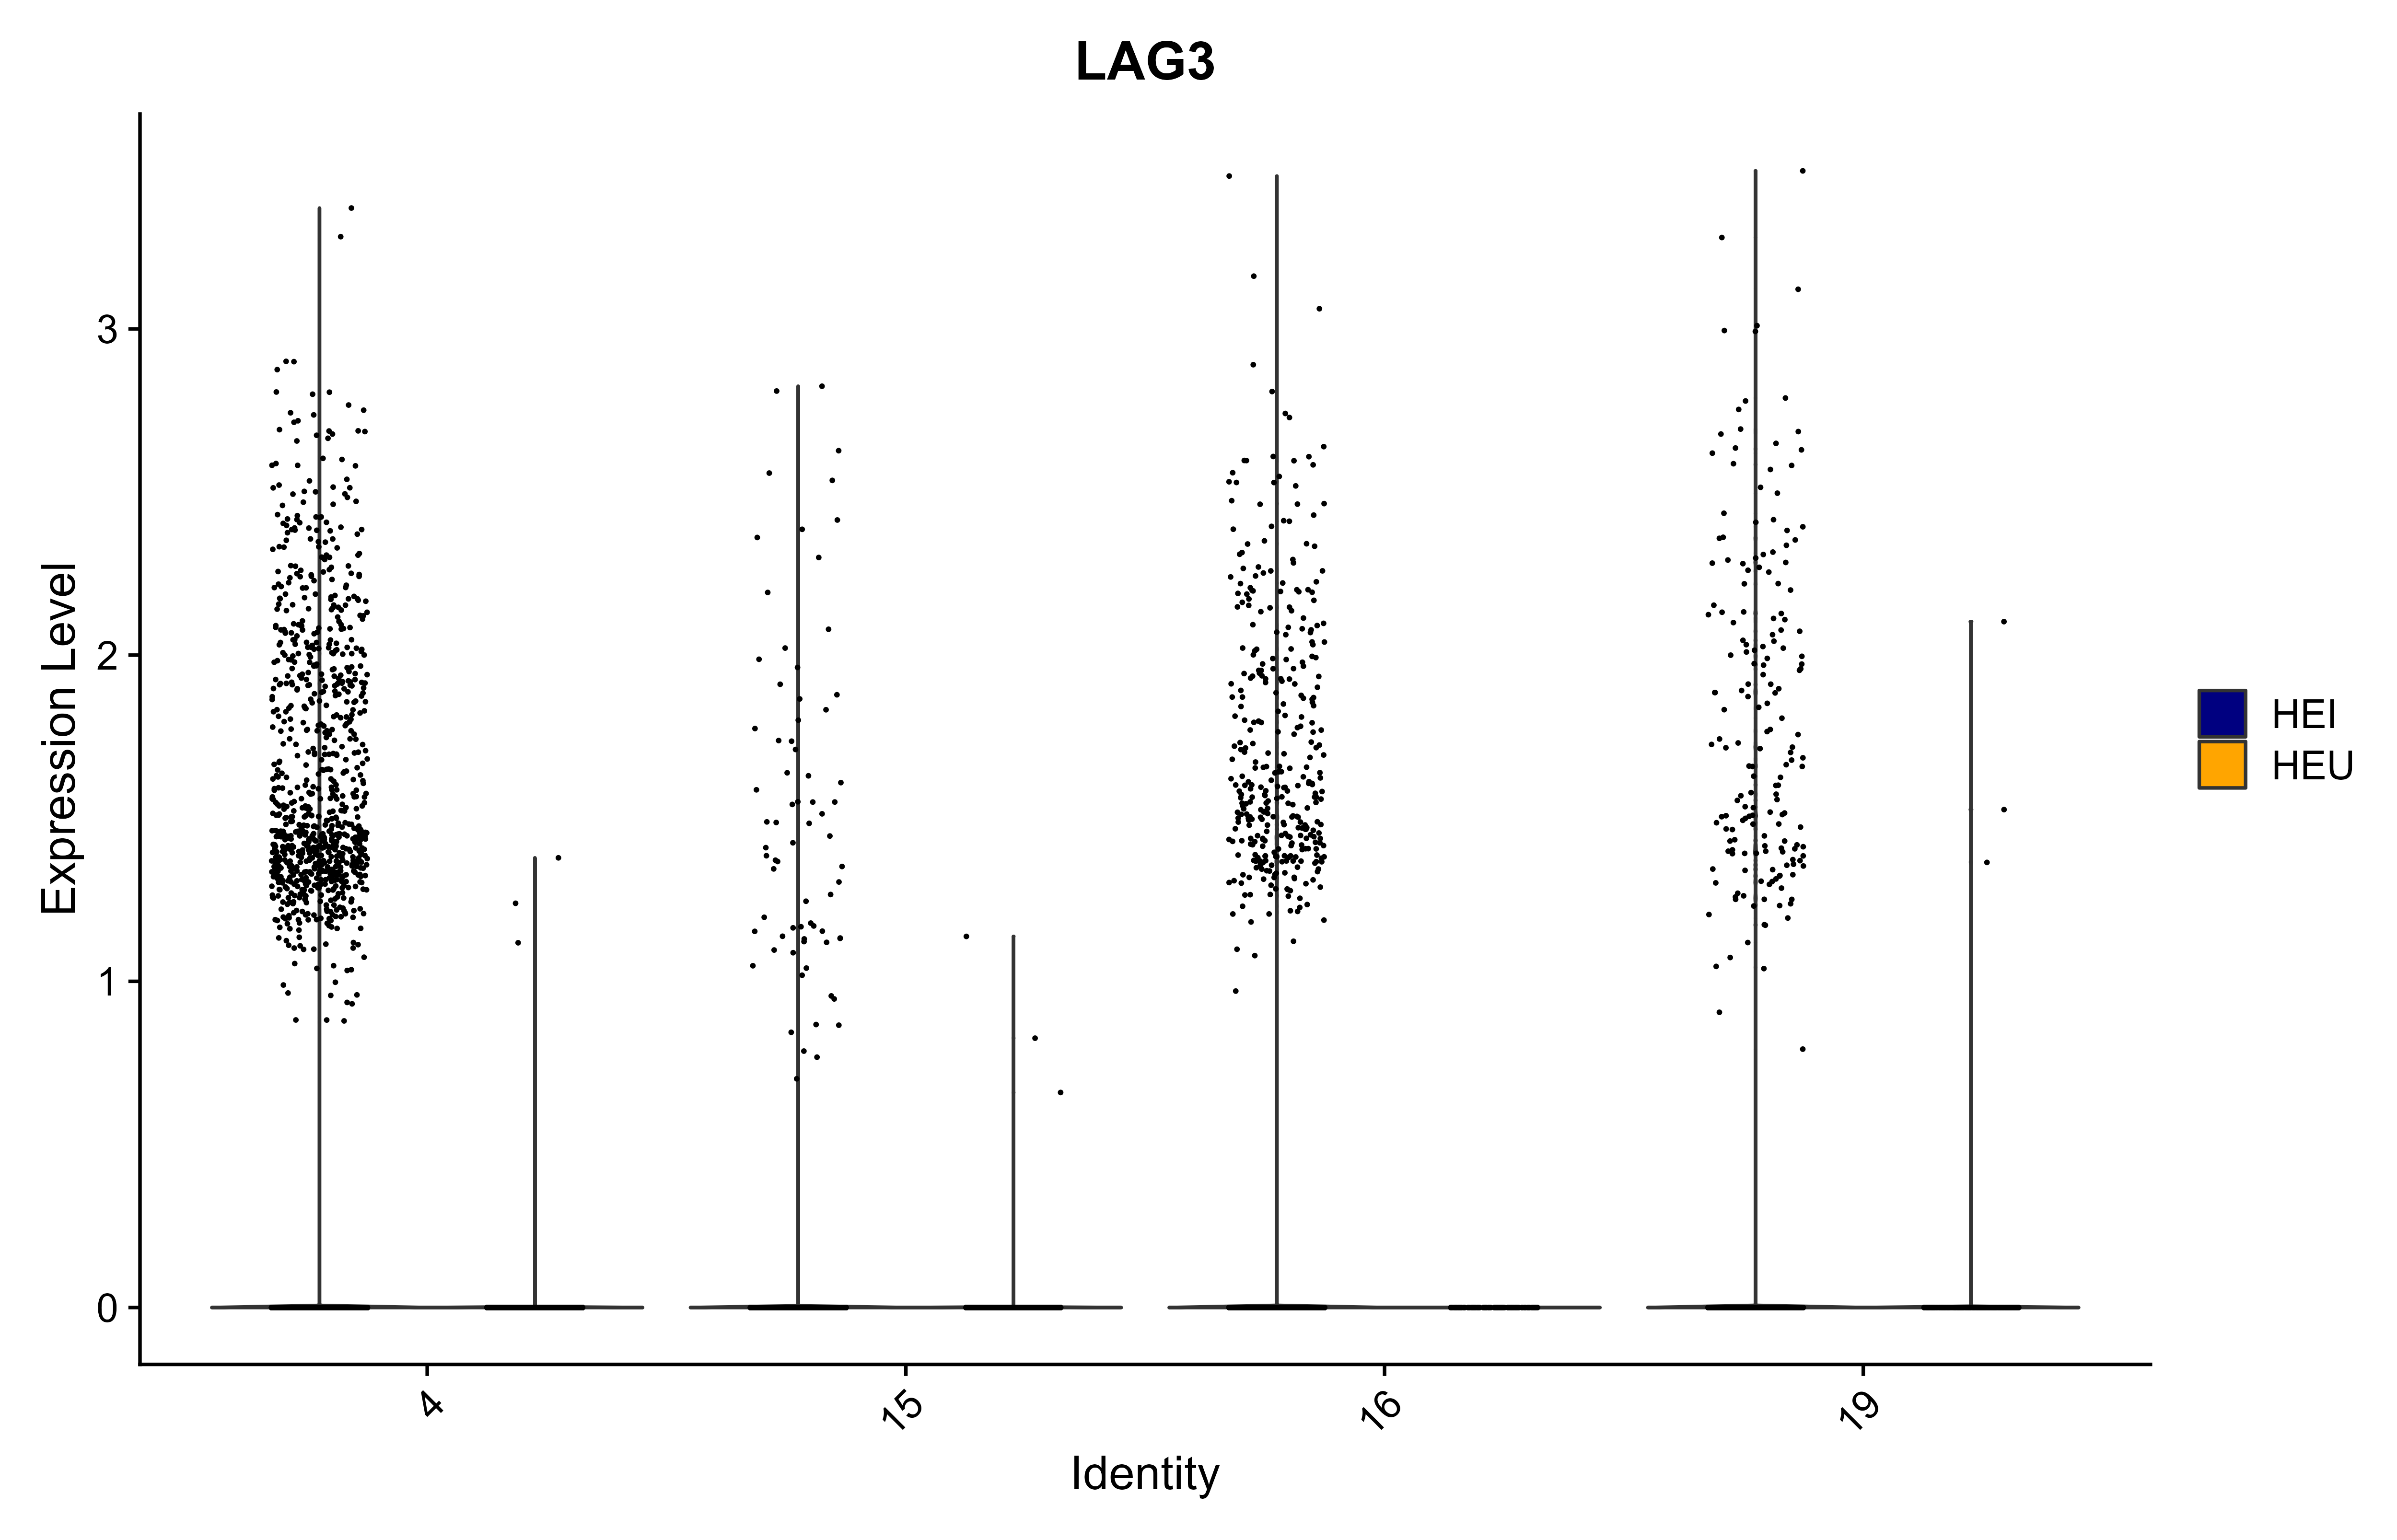 LAG3
Expression Level
3
2
1
0
4
15
16
19
Identity
HEI
HEU